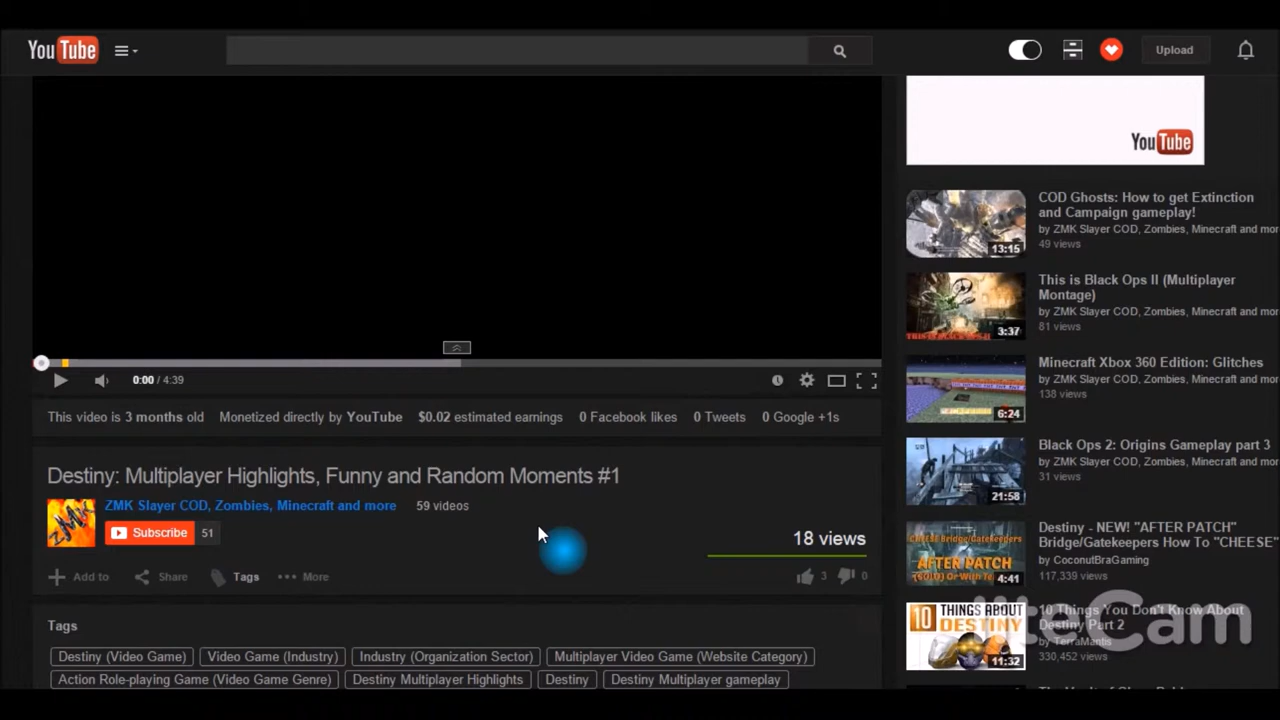 YouTube
Upload
YouTube
COD Ghosts: How to get Extinction
and Campaign gameplay!
by ZMK Slayer COD, Zombies, Minecraft and mor
49 views
13:15
This is Black Ops II (Multiplayer
Montage)
by ZMK Slayer COD, Zombies, Minecraft and mor
81 views
THIS IS BLACK OPS II
3:37
Minecraft Xbox 360 Edition: Glitches
by ZMK Slayer COD, Zombies, Minecraft and mor
138 views
6:24
Black Ops 2: Origins Gameplay part 3
by ZMK Slayer COD, Zombies, Minecraft and mor
31 views
21:58
Destiny - NEW! "AFTER PATCH"
Bridge/Gatekeepers How To "CHEESE"
by CoconutBraGaming
117,339 views
CHEESE Bridge/Gatekeepers
AFTER
PATCH
4:41
10 Things You Don't Know About
Destiny Part 2
by TerraMantis
330,452 views
10 THINGS ABOUT
DESTINY
11:32
liteCam
0:00 / 4:39
This video is 3 months old Monetized directly by YouTube $0.02 estimated earnings 0 Facebook likes 0 Tweets 0 Google +1s
Destiny: Multiplayer Highlights, Funny and Random Moments #1
zMK
ZMK Slayer COD, Zombies, Minecraft and more 59 videos
Subscribe 51
18 views
Add to Share Tags More
3 0
Tags
Destiny (Video Game) Video Game (Industry) Industry (Organization Sector) Multiplayer Video Game (Website Category)
Action Role-playing Game (Video Game Genre) Destiny Multiplayer Highlights Destiny Destiny Multiplayer gameplay